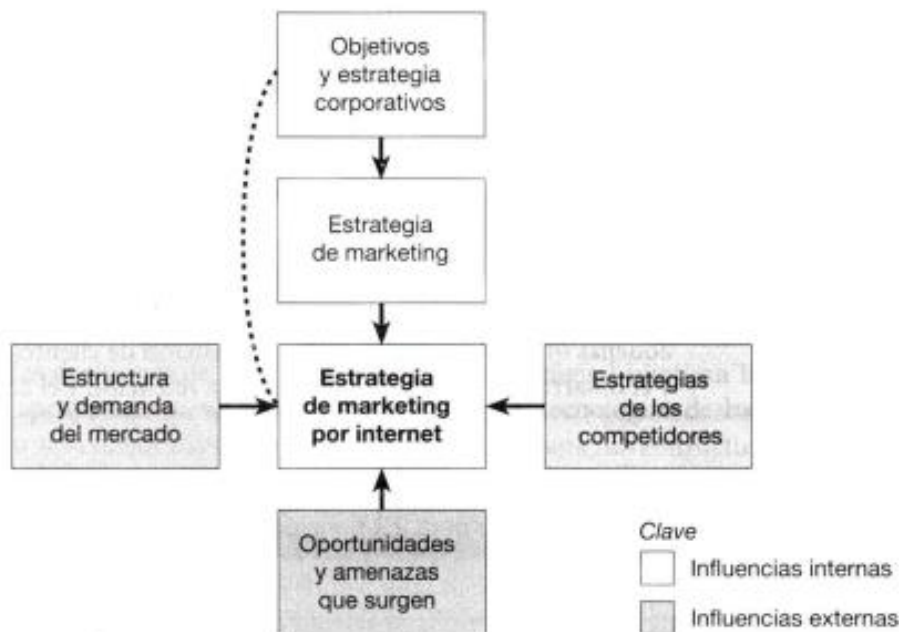 Objetivos
y estrategia
corporativos
Estrategia
de marketing
Estructura
y demanda
del mercado
Estrategia
de marketing
por internet
Estrategias
de los
competidores
Oportunidades
y amenazas
que surgen
Clave
Influencias internas
Influencias externas